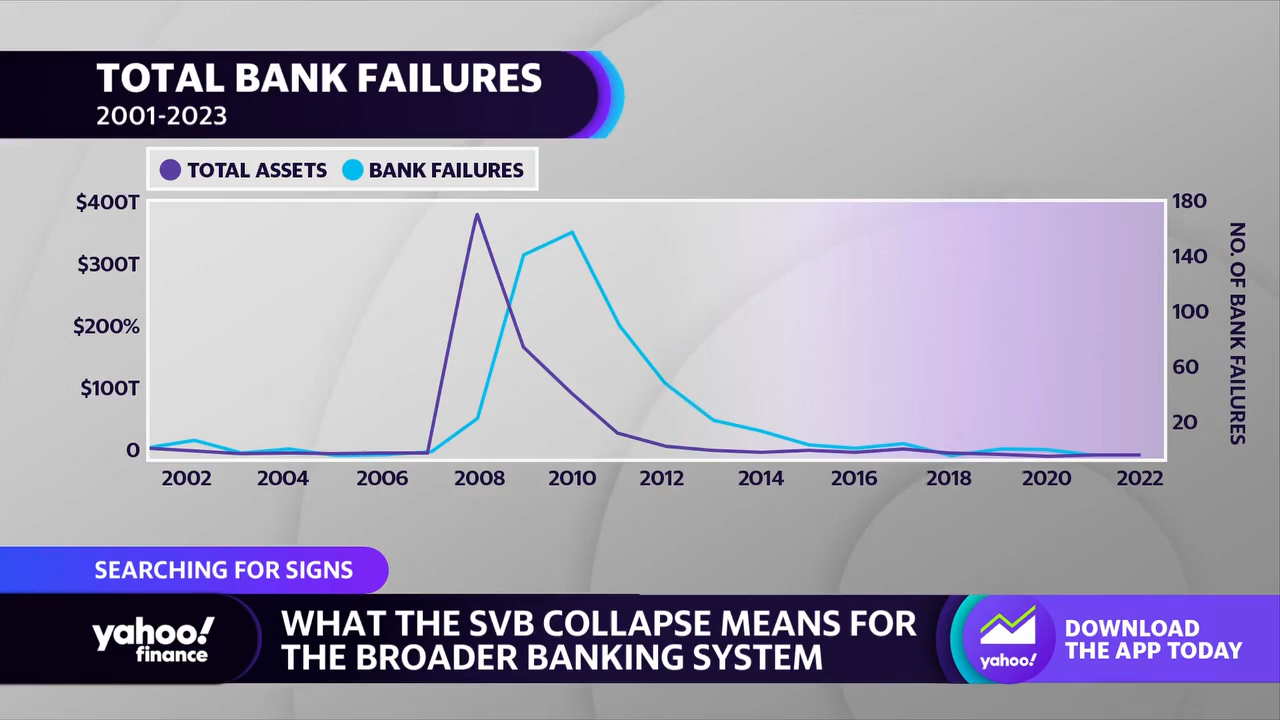 TOTAL BANK FAILURES
2001-2023
TOTAL ASSETS BANK FAILURES
$400T
$300T
$200%
$100T
0
180
140
100
60
20
NO. OF BANK FAILURES
2002 2004 2006 2008 2010 2012 2014 2016 2018 2020 2022
SEARCHING FOR SIGNS
yahoo!
finance
WHAT THE SVB COLLAPSE MEANS FOR
THE BROADER BANKING SYSTEM
yahoo!
DOWNLOAD
THE APP TODAY